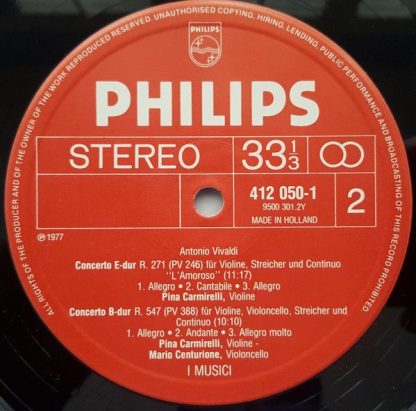 ALL RIGHTS OF THE PRODUCER AND OF THE OWNER OF THE WORK REPRODUCED RESERVED. UNAUTHORISED COPYING, HIRING, LENDING, PUBLIC PERFORMANCE AND BROADCASTING OF THIS RECORD PROHIBITED.
PHILIPS
PHILIPS
STEREO
33 1/3
412 050-1
9500 301.2Y
MADE IN HOLLAND
2
℗ 1977
Antonio Vivaldi
Concerto E-dur R. 271 (PV 246) für Violine, Streicher und Continuo
"L'Amoroso" (11:17)
1. Allegro • 2. Cantabile • 3. Allegro
Pina Carmirelli, Violine
Concerto B-dur R. 547 (PV 388) für Violine, Violoncello, Streicher und
Continuo (10:10)
1. Allegro • 2. Andante • 3. Allegro molto
Pina Carmirelli, Violine -
Mario Centurione, Violoncello
I MUSICI